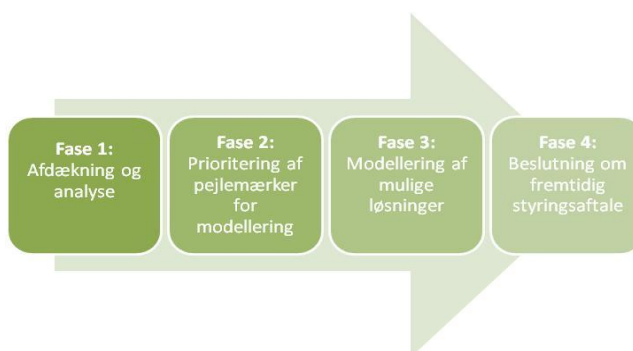 Fase 1:
Afdækning og
analyse
Fase 2:
Prioritering af
pejlemærker
for
modellering
Fase 3:
Modellering af
mulige
løsninger
Fase 4:
Beslutning om
fremtidig
styringsaftale